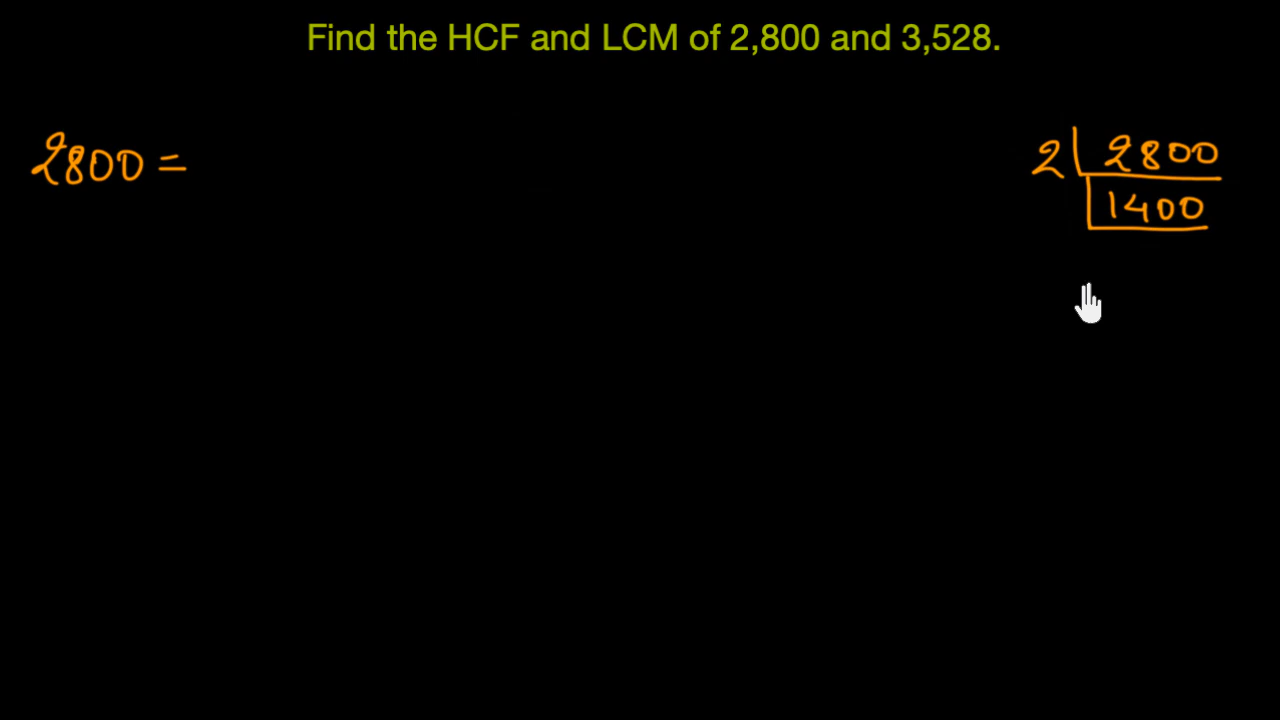 Find the HCF and LCM of 2,800 and 3,528.
2800 =
2 2800
1400